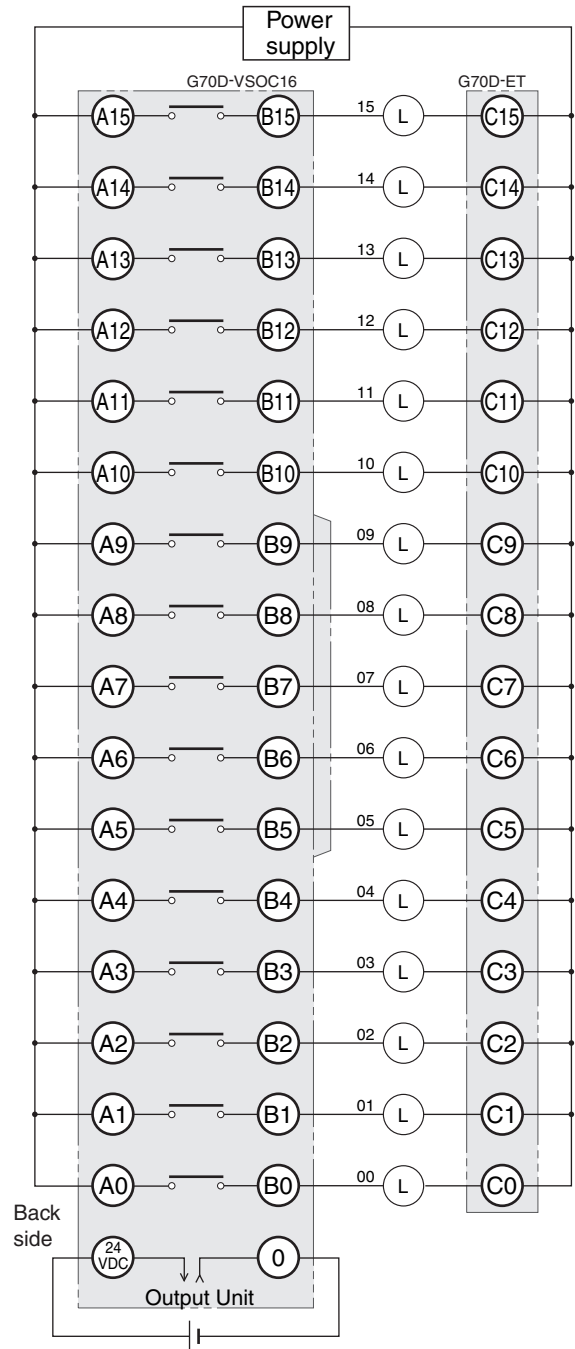 Power
supply
G70D-VSOC16 G70D-ET
A15 B15 15 L C15
A14 B14 14 L C14
A13 B13 13 L C13
A12 B12 12 L C12
A11 B11 11 L C11
A10 B10 10 L C10
A9 B9 09 L C9
A8 B8 08 L C8
A7 B7 07 L C7
A6 B6 06 L C6
A5 B5 05 L C5
A4 B4 04 L C4
A3 B3 03 L C3
A2 B2 02 L C2
A1 B1 01 L C1
A0 B0 00 L C0
Back
side
24
VDC
0
Output Unit